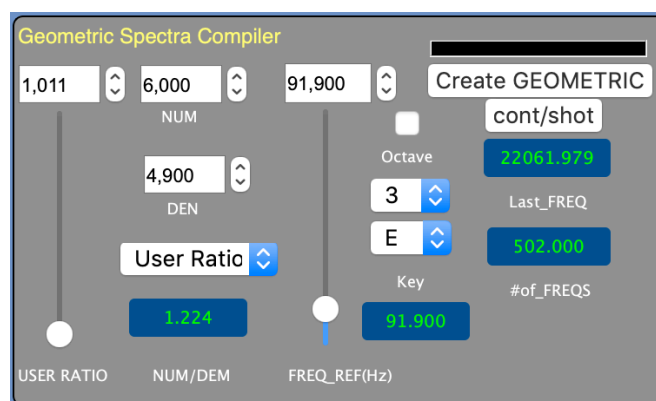 Geometric Spectra Compiler
1,011
6,000
91,900
Create GEOMETRIC
NUM
cont/shot
Octave
22061.979
4,900
3
Last_FREQ
DEN
E
502.000
User Ratio
Key
#of_FREQS
1.224
91.900
USER RATIO
NUM/DEM
FREQ_REF(Hz)